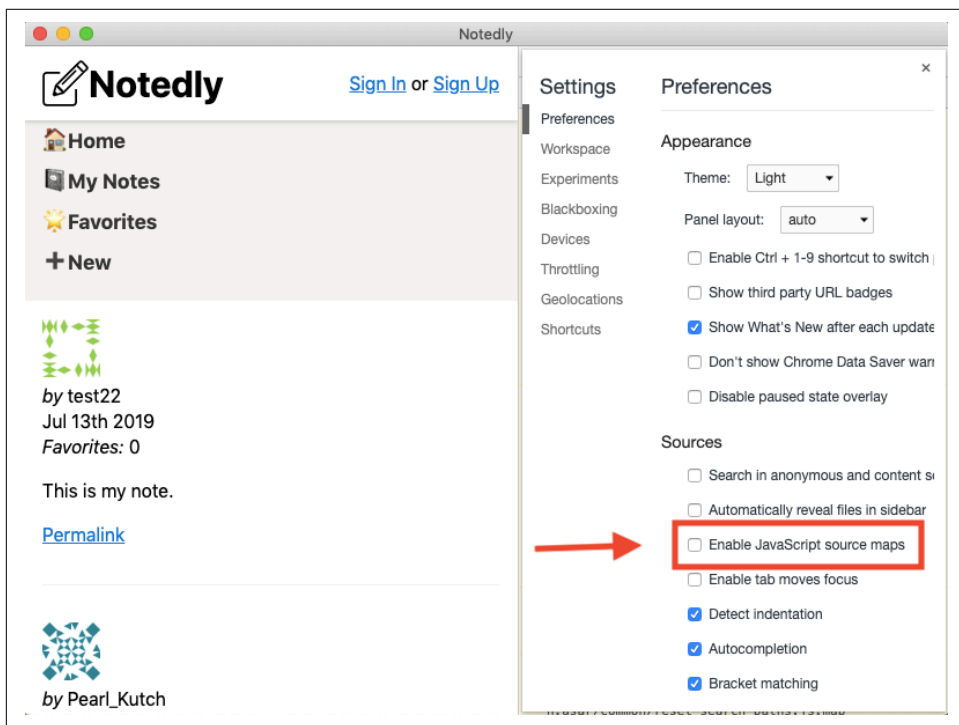 Notedly
Notedly
Sign In or Sign Up
Home
My Notes
Favorites
New
by test22
Jul 13th 2019
Favorites: 0
This is my note.
Permalink
by Pearl_Kutch
×
Settings
Preferences
Workspace
Experiments
Blackboxing
Devices
Throttling
Geolocations
Shortcuts
Preferences
Appearance
Theme: Light
Panel layout: auto
Enable Ctrl + 1-9 shortcut to switch
Show third party URL badges
Show What's New after each update
Don't show Chrome Data Saver
Disable paused state overlay
Sources
Search in anonymous and content
Automatically reveal files in sidebar
Enable JavaScript source maps
Enable tab moves focus
Detect indentation
Autocompletion
Bracket matching